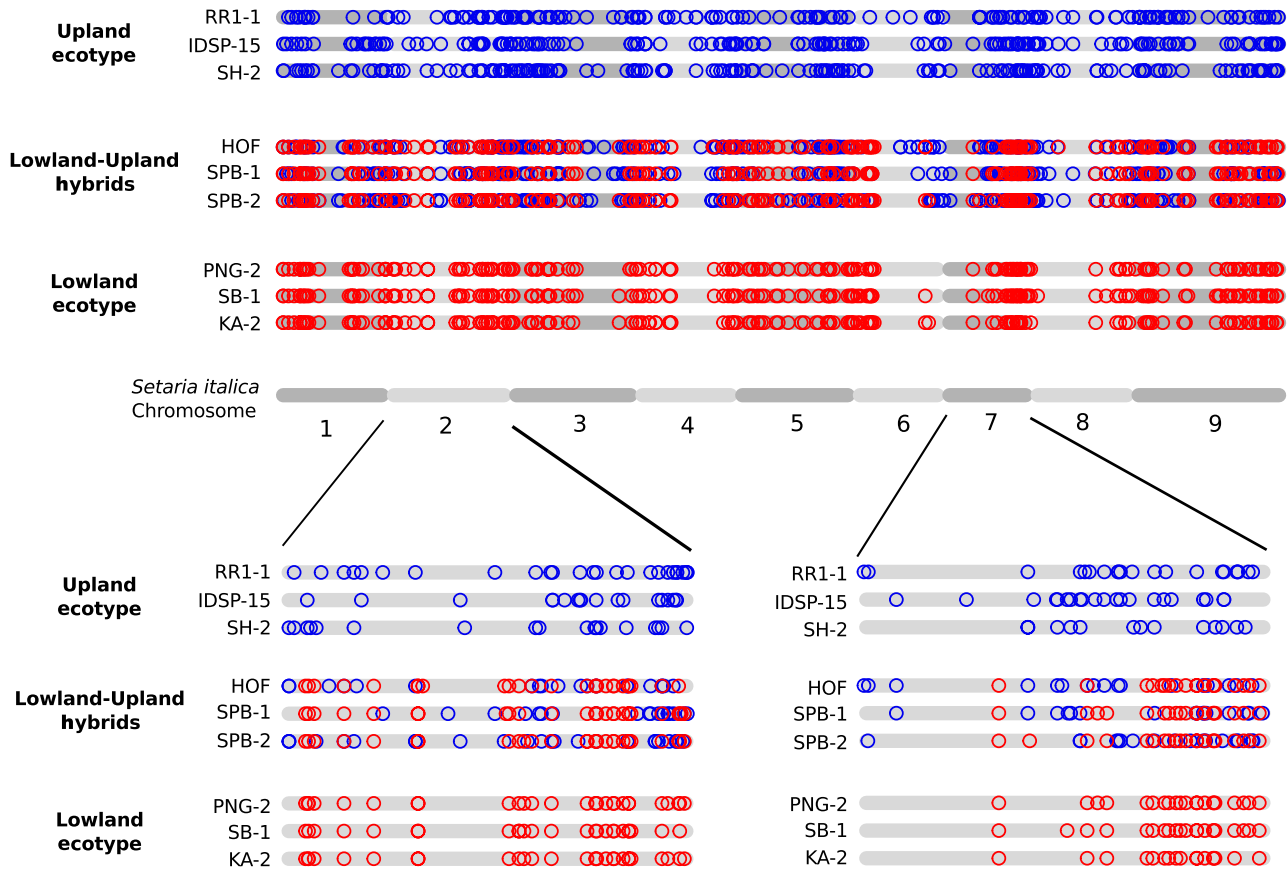 Upland
ecotype
RR1-1
IDSP-15
SH-2
Lowland-Upland
hybrids
HOF
SPB-1
SPB-2
Lowland
ecotype
PNG-2
SB-1
KA-2
Setaria italica
Chromosome
1 2 3 4 5 6 7 8 9
Upland
ecotype
RR1-1
IDSP-15
SH-2
RR1-1
IDSP-15
SH-2
Lowland-Upland
hybrids
HOF
SPB-1
SPB-2
HOF
SPB-1
SPB-2
Lowland
ecotype
PNG-2
SB-1
KA-2
PNG-2
SB-1
KA-2